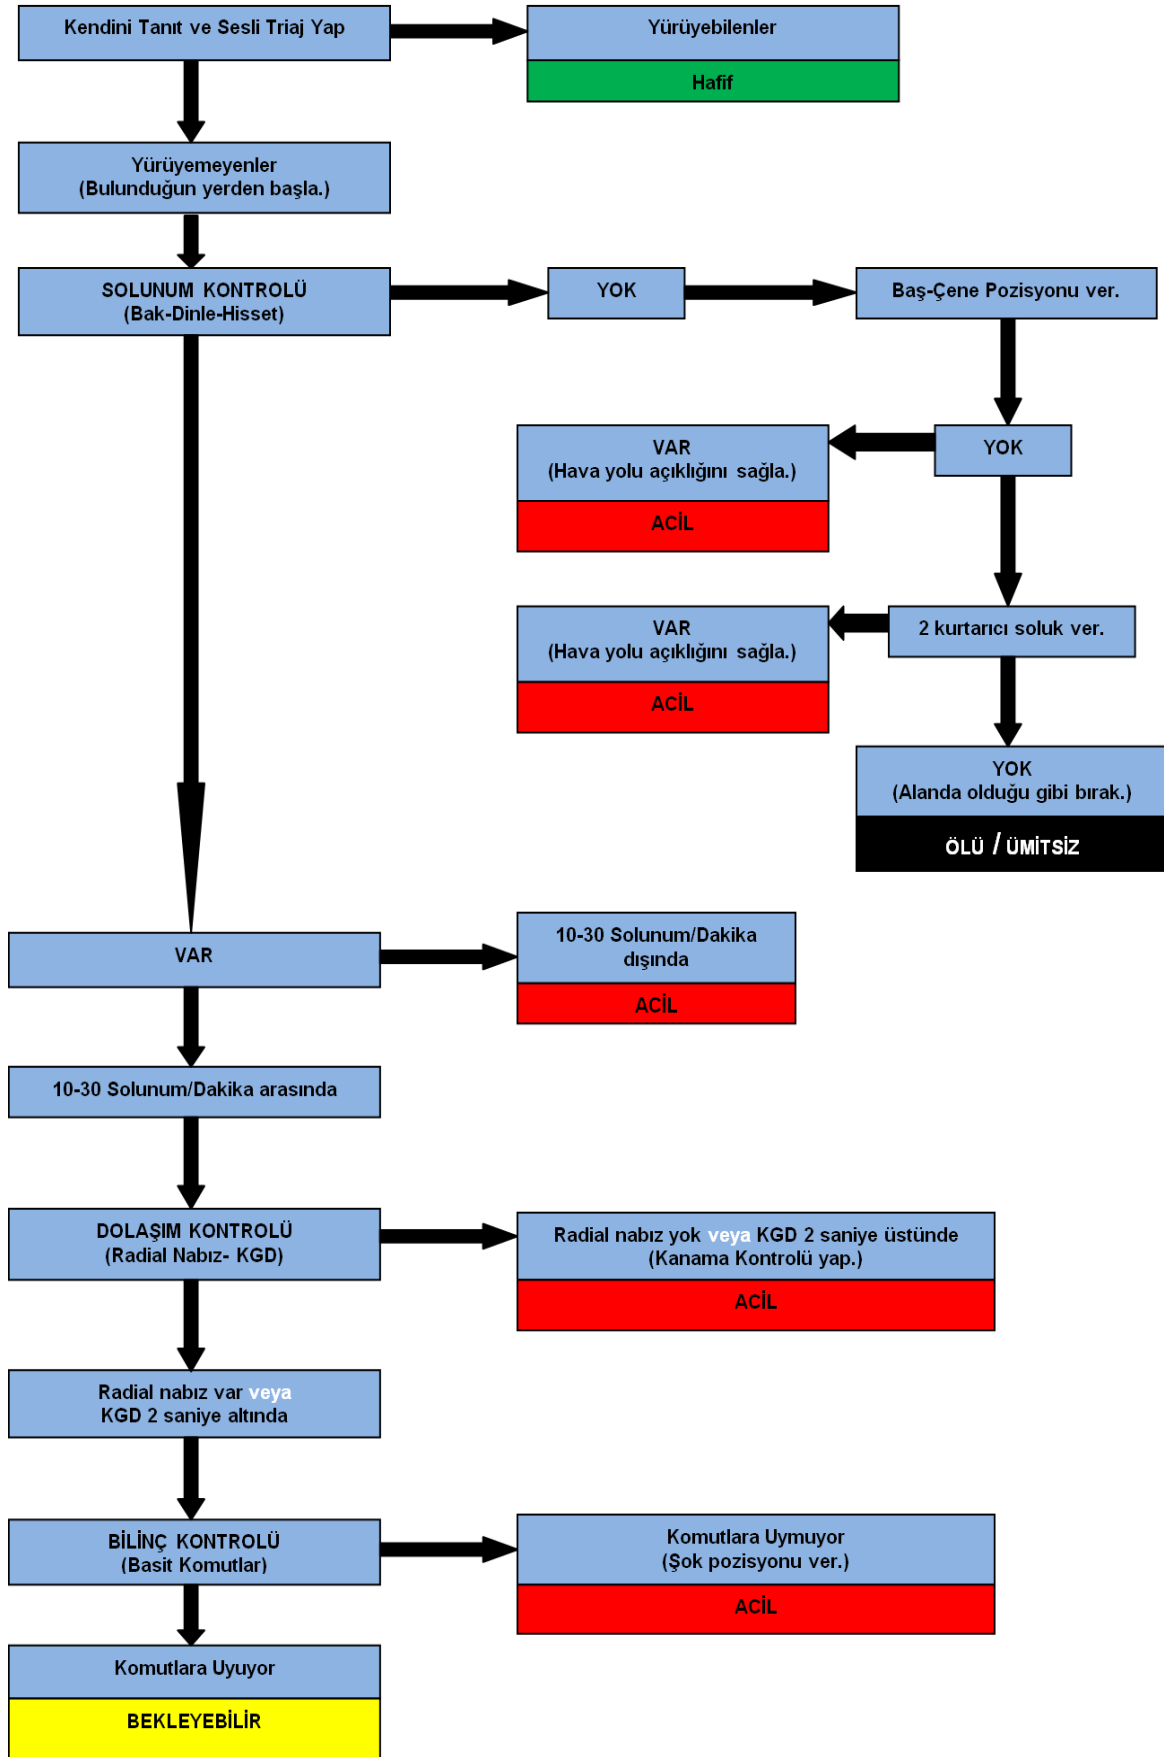 Kendini Tanıt ve Sesli Triaj Yap
Yürüyebilenler
Hafif
Yürüyemeyenler
(Bulunduğun yerden başla.)
SOLUNUM KONTROLÜ
(Bak-Dinle-Hisset)
YOK
Baş-Çene Pozisyonu ver.
VAR
(Hava yolu açıklığını sağla.)
ACİL
YOK
VAR
(Hava yolu açıklığını sağla.)
ACİL
2 kurtarıcı soluk ver.
YOK
(Alanda olduğu gibi bırak.)
ÖLÜ / ÜMİTSİZ
VAR
10-30 Solunum/Dakika
dışında
ACİL
10-30 Solunum/Dakika arasında
DOLAŞIM KONTROLÜ
(Radial Nabız- KGD)
Radial nabız yok veya KGD 2 saniye üstünde
(Kanama Kontrolü yap.)
ACİL
Radial nabız var veya
KGD 2 saniye altında
BİLİNÇ KONTROLÜ
(Basit Komutlar)
Komutlara Uymuyor
(Şok pozisyonu ver.)
ACİL
Komutlara Uyuyor
BEKLEYEBİLİR